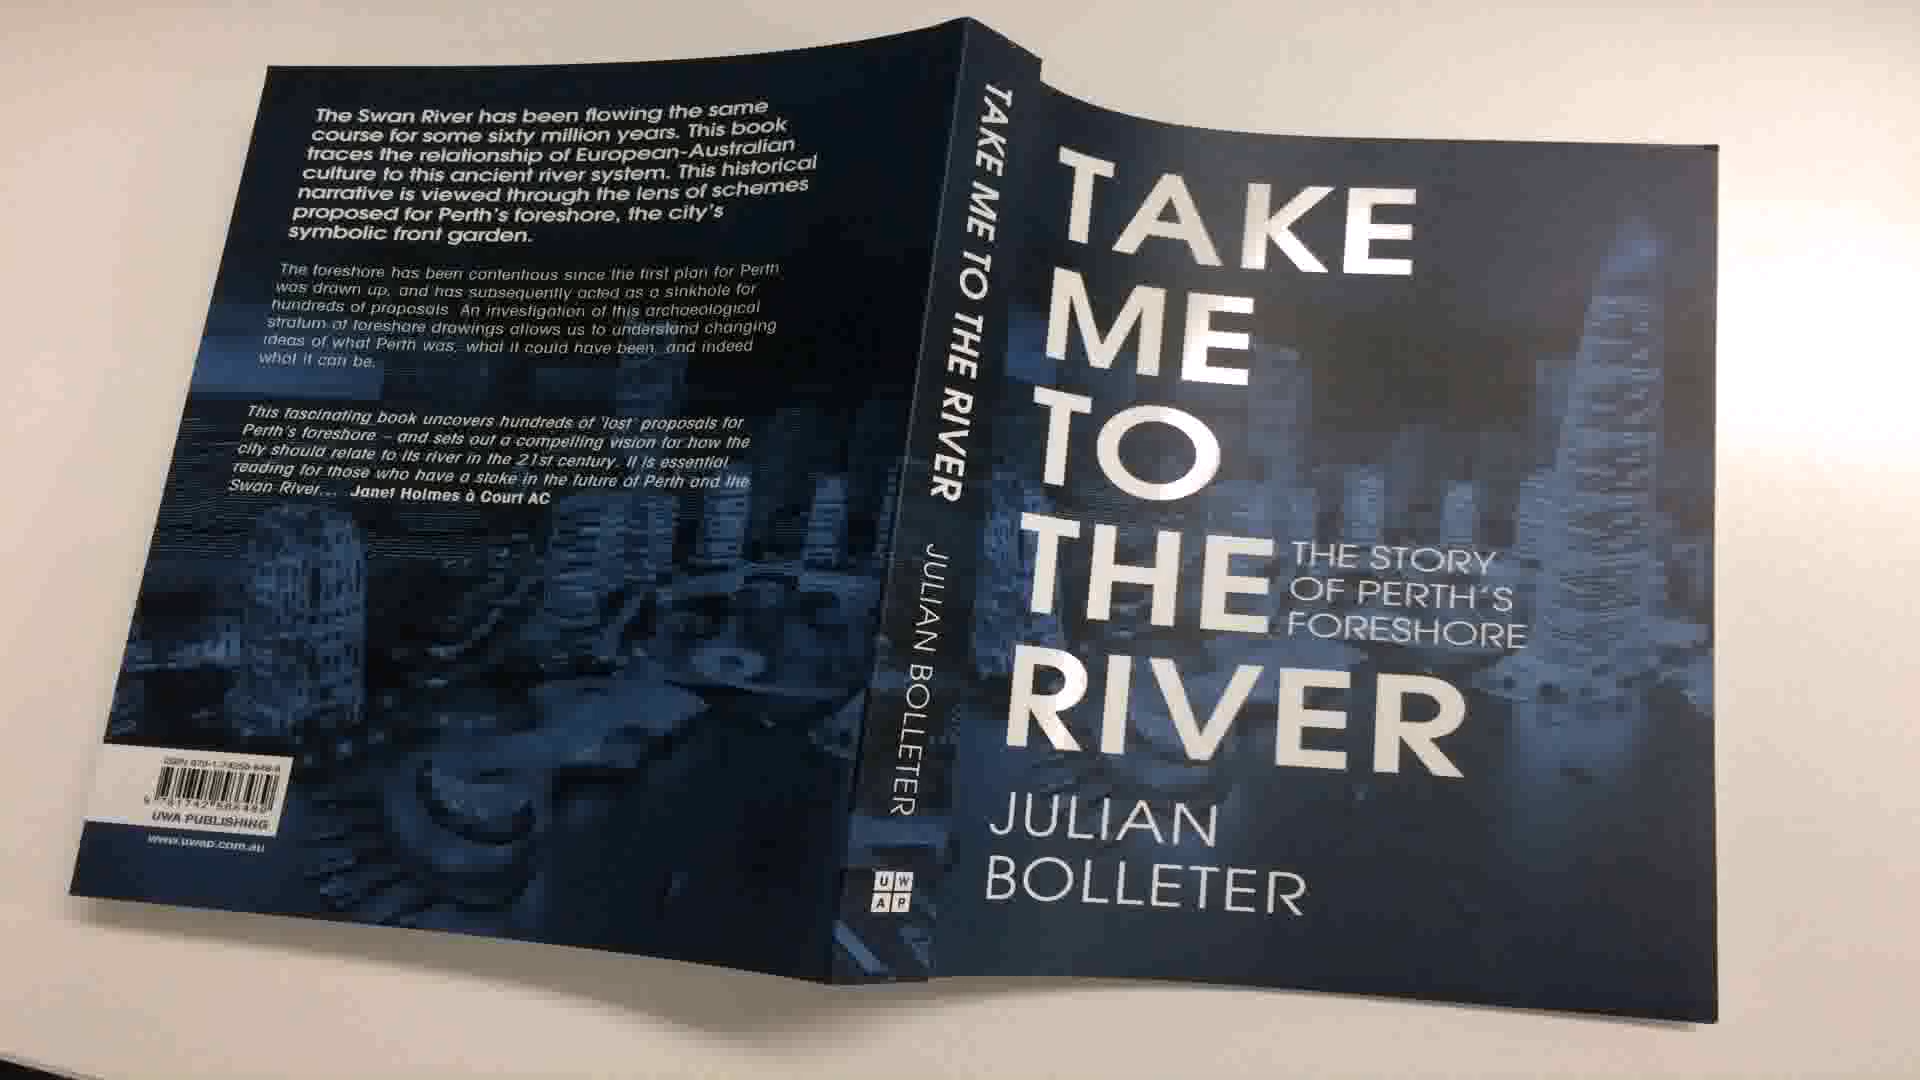 The Swan River has been flowing the same
course for some sixty million years. This book
traces the relationship of European-Australian
culture to this ancient river system. This historical
narrative is viewed through the lens of schemes
proposed for Perth's foreshore, the city's
symbolic front garden.
The foreshore has been contentious since the first plan for Perth
was drawn up, and has subsequently acted as a sinkhole for
hundreds of proposals. An investigation of this archaeological
stratum of foreshore drawings allows us to understand changing
ideas of what Perth was, what it could have been, and indeed
what it can be.
This fascinating book uncovers hundreds of 'lost' proposals for
Perth's foreshore – and sets out a compelling vision for how the
city should relate to its river in the 21st century. It is essential
reading for those who have a stake in the future of Perth and the
Swan River... Janet Holmes à Court AC
ISBN
UWA PUBLISHING
www.uwap.com.au
TAKE ME TO THE RIVER
JULIAN BOLLETER
U W
A P
TAKE
ME
TO
THE
RIVER
THE STORY
OF PERTH'S
FORESHORE
JULIAN
BOLLETER